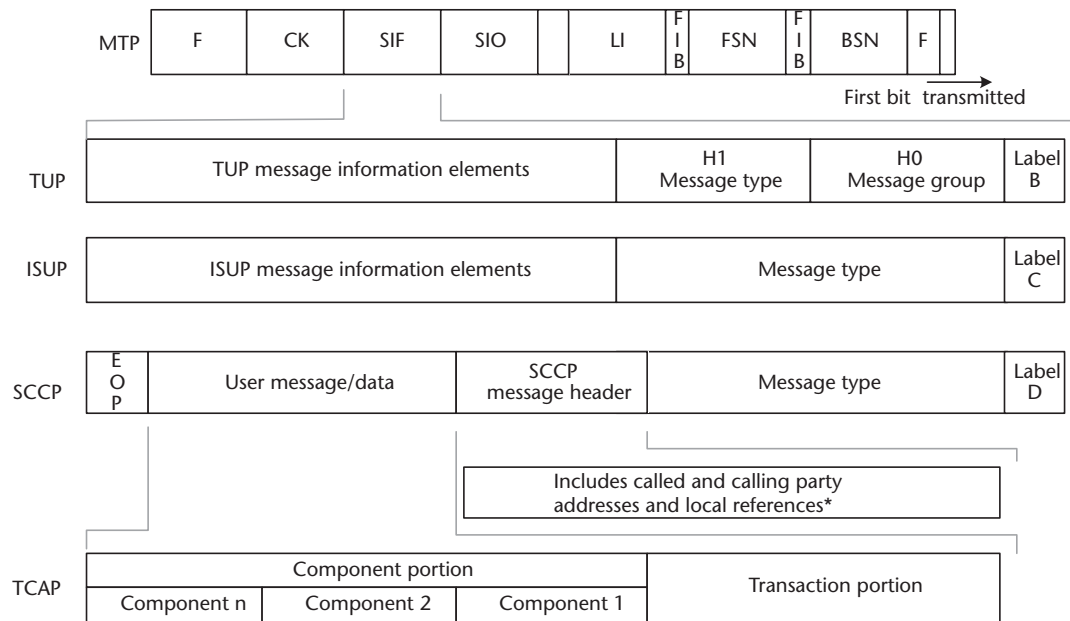 MTP F CK SIF SIO LI FIB FSN FIB BSN F
First bit transmitted
TUP TUP message information elements H1 Message type H0 Message group Label B
ISUP ISUP message information elements Message type Label C
SCCP EOP User message/data SCCP message header Message type Label D
Includes called and calling party
addresses and local references*
TCAP Component portion Transaction portion
Component n Component 2 Component 1